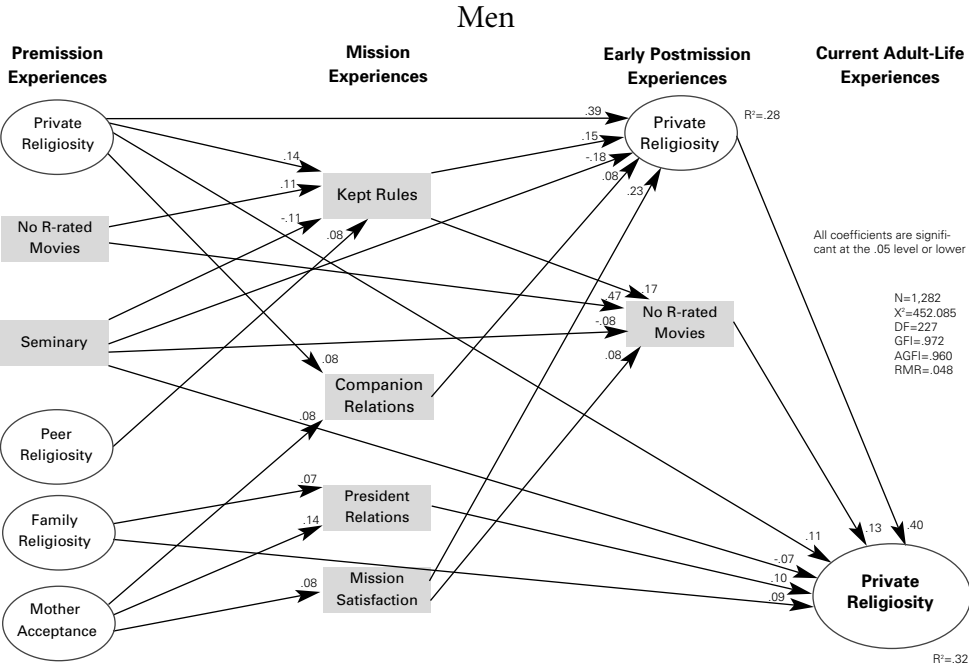 Men
Premission
Experiences
Mission
Experiences
Early Postmission
Experiences
Current Adult-Life
Experiences
Private
Religiosity
No R-rated
Movies
Seminary
Peer
Religiosity
Family
Religiosity
Mother
Acceptance
.14
.11
-.11
.08
Kept Rules
.08
Companion
Relations
.08
.07
President
Relations
.14
.08
Mission
Satisfaction
.39
.15
-.18
.08
.23
Private
Religiosity
R²=.28
.17
.47
-.08
.08
No R-rated
Movies
All coefficients are signifi-
cant at the .05 level or lower
N=1,282
X²=452.085
DF=227
GFI=.972
AGFI=.960
RMR=.048
.11
-.07
.10
.09
.13
.40
Private
Religiosity
R²=.32